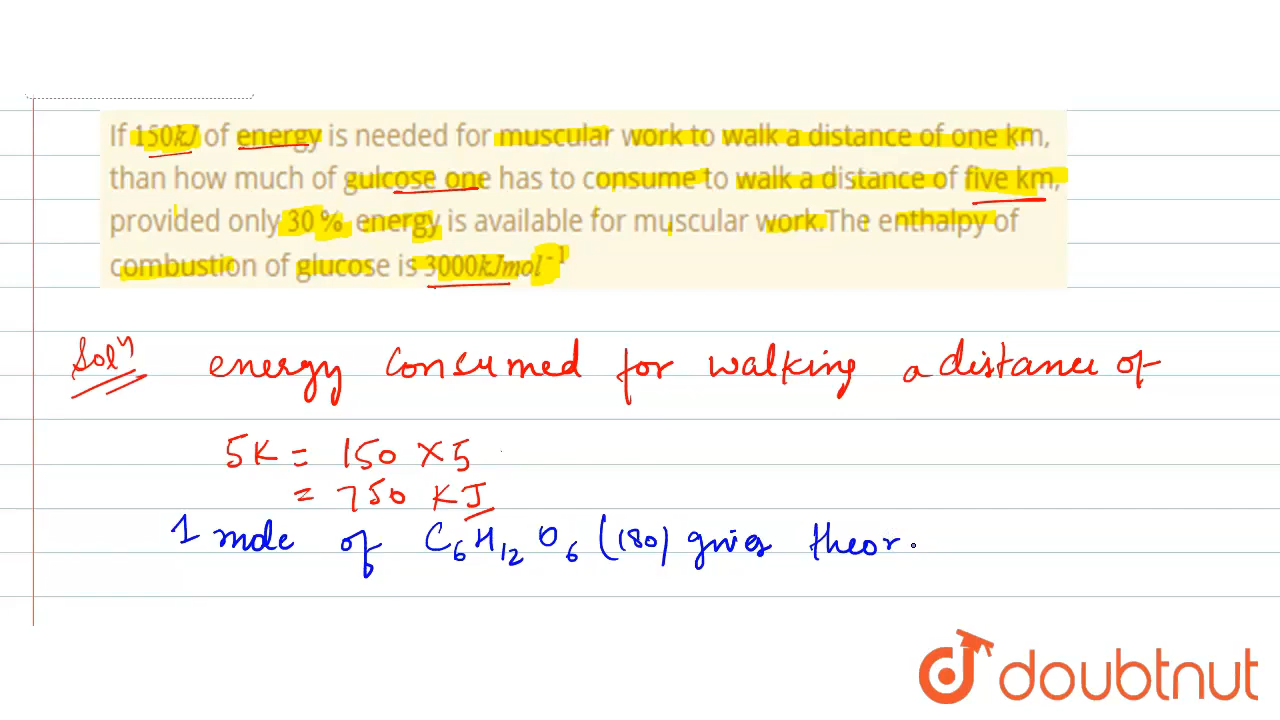 If 150kJ of energy is needed for muscular work to walk a distance of one km,
than how much of gulcose one has to consume to walk a distance of five km,
provided only 30 % energy is available for muscular work.The enthalpy of
combustion of glucose is 3000kJmol⁻¹
Solⁿ energy consumed for walking a distance of
5K = 150 × 5
= 750 KJ
1 mole of C₆H₁₂O₆ (180) gives theor
doubtnut